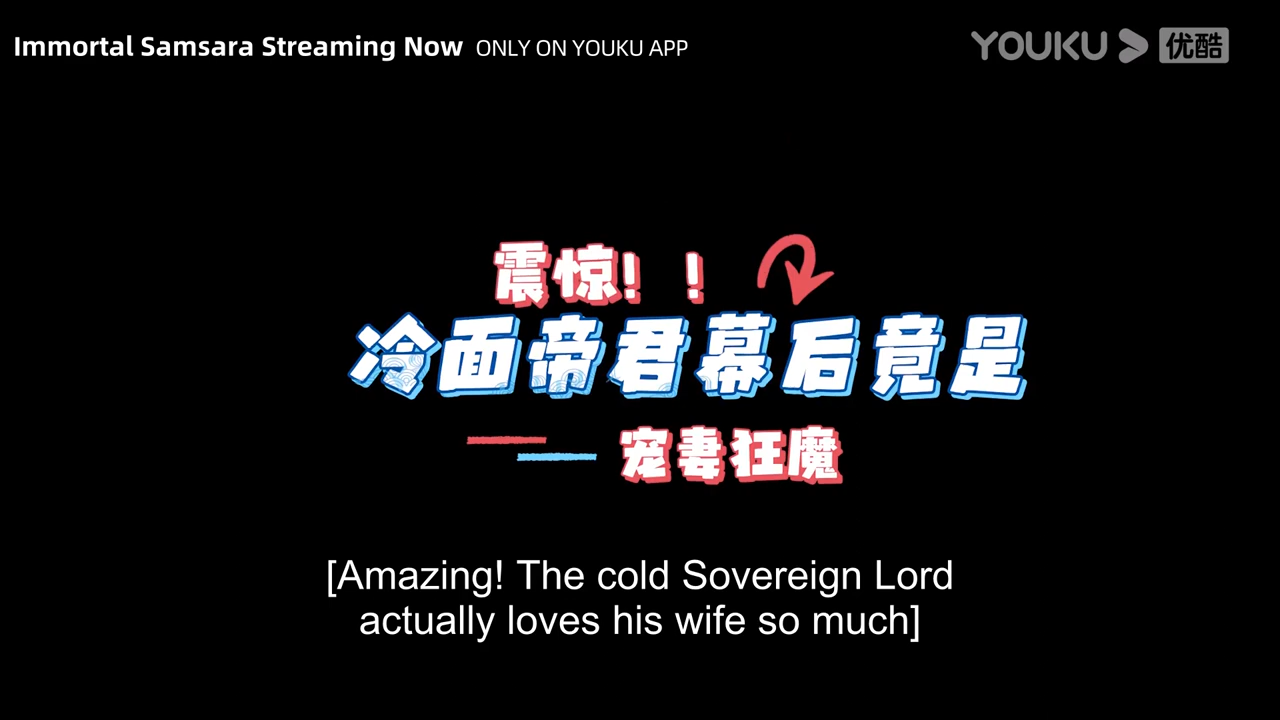 Immortal Samsara Streaming Now ONLY ON YOUKU APP
YOUKU 优酷
震惊！！
冷面帝君幕后竟是
宠妻狂魔
[Amazing! The cold Sovereign Lord
actually loves his wife so much]